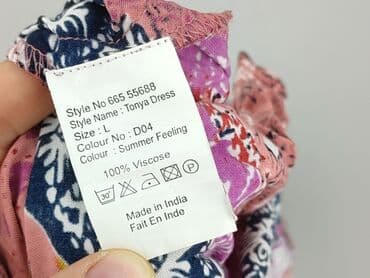 Style No 665 55688
Style Name : Tonya Dress
Size : L
Colour No : D04
Colour : Summer Feeling
100% Viscose
30°
Made in India
Fait En Inde